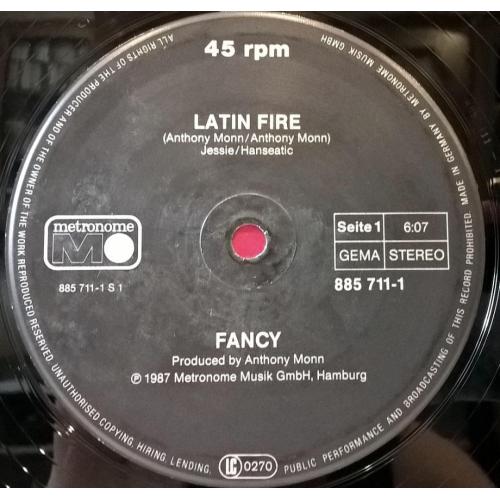 45 rpm
LATIN FIRE
(Anthony Monn/Anthony Monn)
Jessie/Hanseatic
metronome
M
885 711-1 S 1
Seite 1 6:07
GEMA STEREO
885 711-1
FANCY
Produced by Anthony Monn
℗ 1987 Metronome Musik GmbH, Hamburg
ALL RIGHTS OF THE PRODUCER AND OF THE OWNER OF THE WORK REPRODUCED RESERVED. UNAUTHORISED COPYING, HIRING, LENDING, PUBLIC PERFORMANCE AND BROADCASTING OF THIS RECORD PROHIBITED. MADE IN GERMANY BY METRONOME MUSIK GMBH
LC 0270